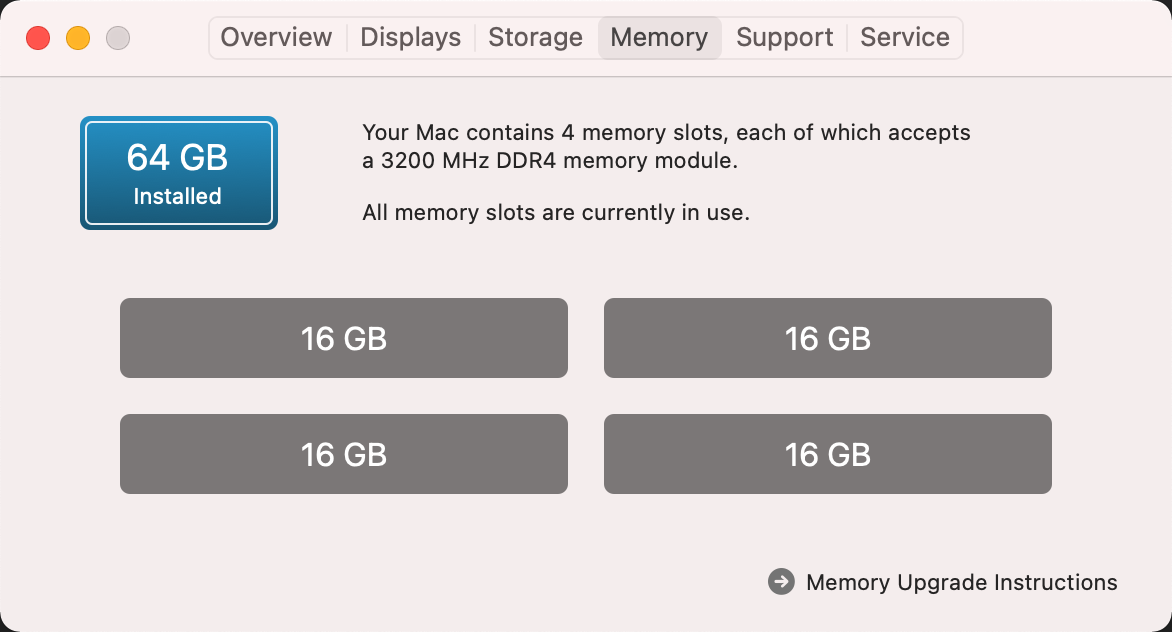 Overview Displays Storage Memory Support Service
64 GB
Installed
Your Mac contains 4 memory slots, each of which accepts
a 3200 MHz DDR4 memory module.
All memory slots are currently in use.
16 GB 16 GB
16 GB 16 GB
Memory Upgrade Instructions